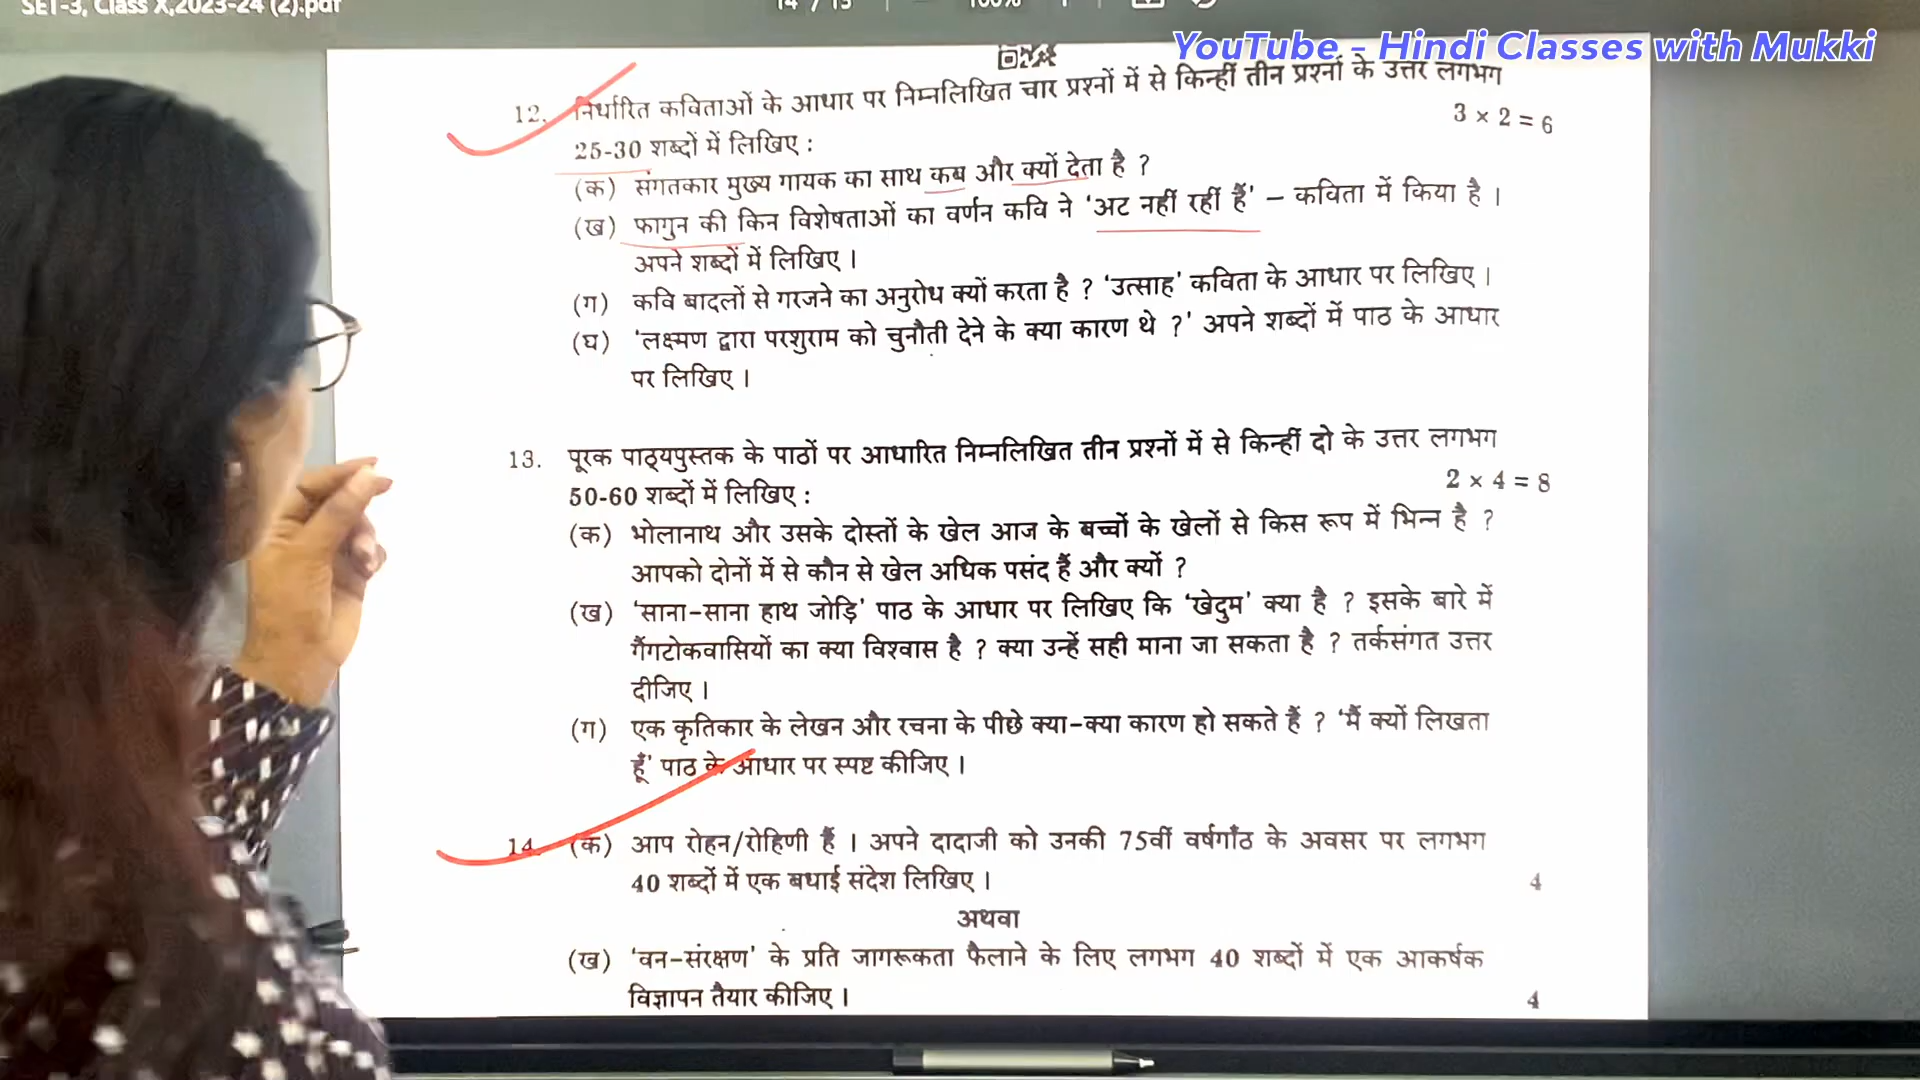 SET-3, Class X,2023-24 (2).pdf
YouTube - Hindi Classes with Mukki
12. निर्धारित कविताओं के आधार पर निम्नलिखित चार प्रश्नों में से किन्हीं तीन प्रश्नों के उत्तर लगभग
25-30 शब्दों में लिखिए : 3 × 2 = 6
(क) संगतकार मुख्य गायक का साथ कब और क्यों देता है ?
(ख) फागुन की किन विशेषताओं का वर्णन कवि ने ‘अट नहीं रही है’ – कविता में किया है ।
अपने शब्दों में लिखिए ।
(ग) कवि बादलों से गरजने का अनुरोध क्यों करता है ? ‘उत्साह’ कविता के आधार पर लिखिए ।
(घ) ‘लक्ष्मण द्वारा परशुराम को चुनौती देने के क्या कारण थे ?’ अपने शब्दों में पाठ के आधार
पर लिखिए ।
13. पूरक पाठ्यपुस्तक के पाठों पर आधारित निम्नलिखित तीन प्रश्नों में से किन्हीं दो के उत्तर लगभग
50-60 शब्दों में लिखिए : 2 × 4 = 8
(क) भोलानाथ और उसके दोस्तों के खेल आज के बच्चों के खेलों से किस रूप में भिन्न है ?
आपको दोनों में से कौन से खेल अधिक पसंद हैं और क्यों ?
(ख) ‘साना-साना हाथ जोड़ि’ पाठ के आधार पर लिखिए कि ‘खेदुम’ क्या है ? इसके बारे में
गैंगटोकवासियों का क्या विश्वास है ? क्या उन्हें सही माना जा सकता है ? तर्कसंगत उत्तर
दीजिए ।
(ग) एक कृतिकार के लेखन और रचना के पीछे क्या-क्या कारण हो सकते हैं ? ‘मैं क्यों लिखता
हूँ’ पाठ के आधार पर स्पष्ट कीजिए ।
14. (क) आप रोहन/रोहिणी हैं । अपने दादाजी को उनकी 75वीं वर्षगाँठ के अवसर पर लगभग
40 शब्दों में एक बधाई संदेश लिखिए । 4
अथवा
(ख) ‘वन-संरक्षण’ के प्रति जागरूकता फैलाने के लिए लगभग 40 शब्दों में एक आकर्षक
विज्ञापन तैयार कीजिए । 4